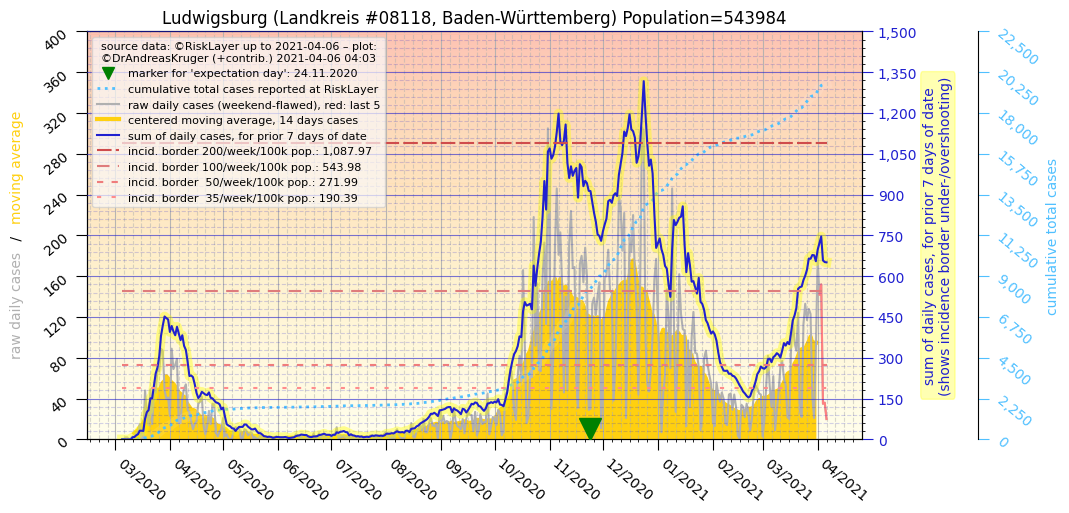 Ludwigsburg (Landkreis #08118, Baden-Württemberg) Population=543984
source data: ©RiskLayer up to 2021-04-06 – plot:
©DrAndreasKruger (+contrib.) 2021-04-06 04:03
marker for 'expectation day': 24.11.2020
cumulative total cases reported at RiskLayer
raw daily cases (weekend-flawed), red: last 5
centered moving average, 14 days cases
sum of daily cases, for prior 7 days of date
incid. border 200/week/100k pop.: 1,087.97
incid. border 100/week/100k pop.: 543.98
incid. border  50/week/100k pop.: 271.99
incid. border  35/week/100k pop.: 190.39
raw daily cases / moving average
400
360
320
280
240
200
160
120
80
40
0
03/2020
04/2020
05/2020
06/2020
07/2020
08/2020
09/2020
10/2020
11/2020
12/2020
01/2021
02/2021
03/2021
04/2021
1,500
1,350
1,200
1,050
900
750
600
450
300
150
0
sum of daily cases, for prior 7 days of date
(shows incidence border under-/overshooting)
22,500
20,250
18,000
15,750
13,500
11,250
9,000
6,750
4,500
2,250
0
cumulative total cases